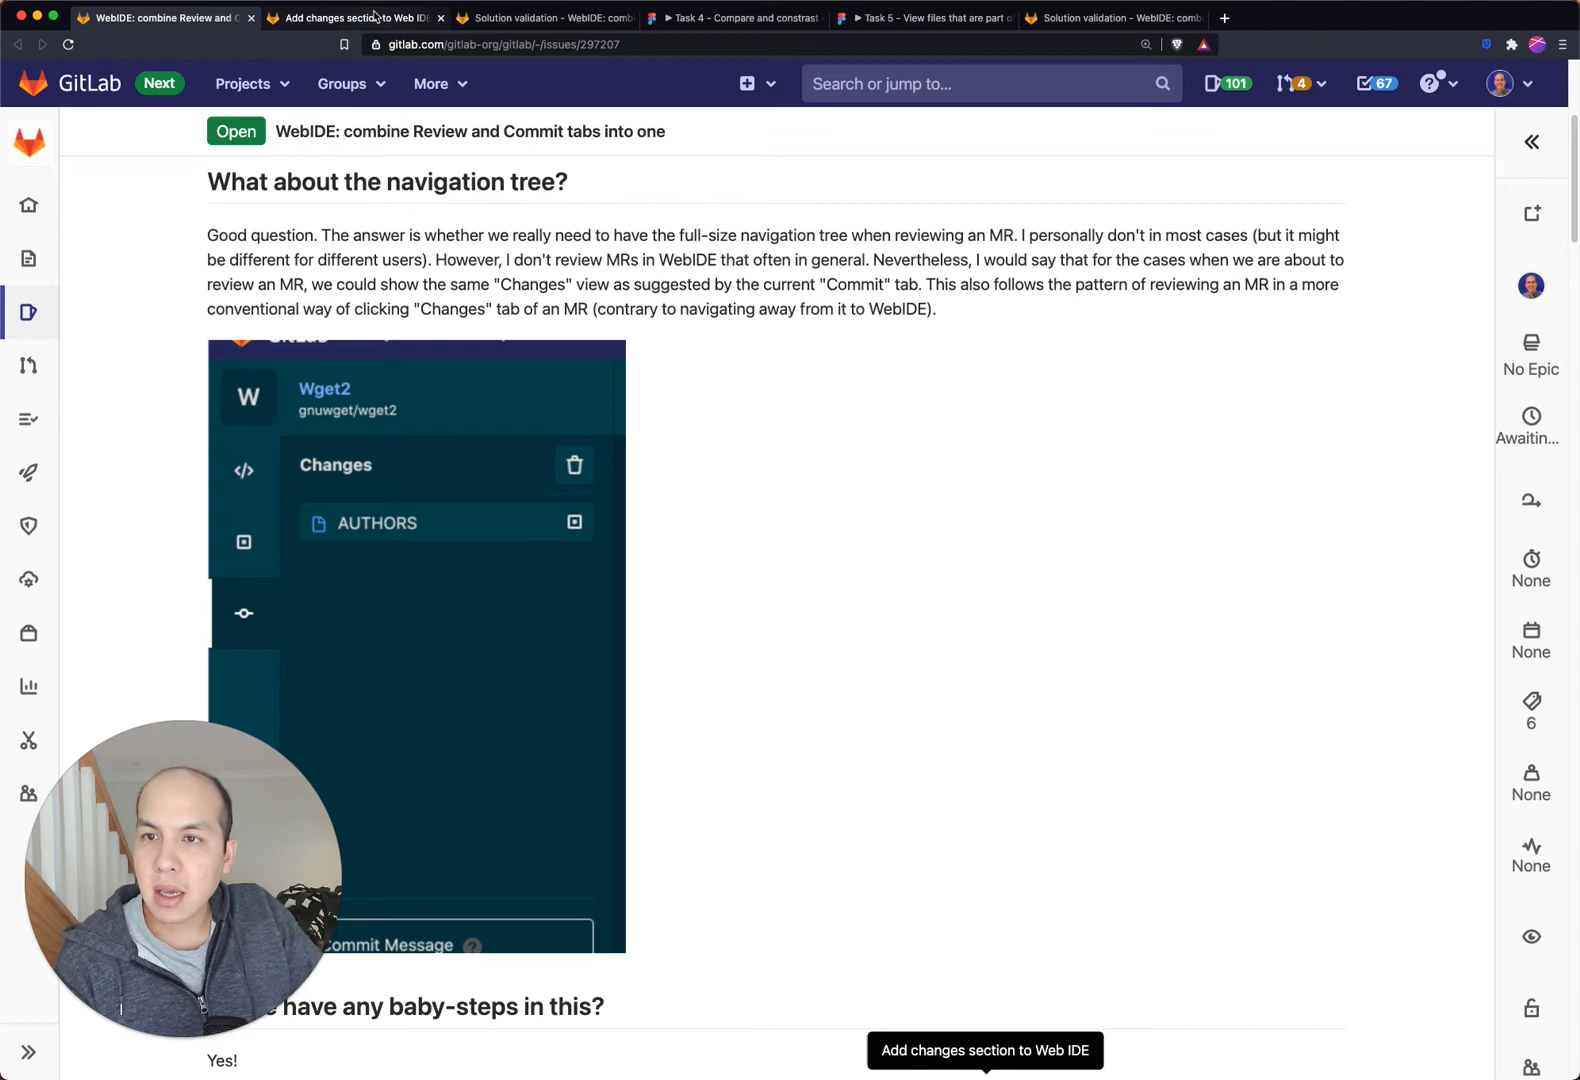 WebIDE: combine Review and C
Add changes section to Web IDE
Solution validation - WebIDE: comb
Task 4 - Compare and constrast
Task 5 - View files that are part of
Solution validation - WebIDE: comb
gitlab.com/gitlab-org/gitlab/-/issues/297207
GitLab
Next
Projects
Groups
More
Search or jump to...
101
4
67
Open
WebIDE: combine Review and Commit tabs into one
What about the navigation tree?
Good question. The answer is whether we really need to have the full-size navigation tree when reviewing an MR. I personally don't in most cases (but it might
be different for different users). However, I don't review MRs in WebIDE that often in general. Nevertheless, I would say that for the cases when we are about to
review an MR, we could show the same "Changes" view as suggested by the current "Commit" tab. This also follows the pattern of reviewing an MR in a more
conventional way of clicking "Changes" tab of an MR (contrary to navigating away from it to WebIDE).
W
Wget2
gnuwget/wget2
Changes
AUTHORS
Commit Message
No Epic
Awaitin...
None
None
6
None
None
have any baby-steps in this?
Yes!
Add changes section to Web IDE